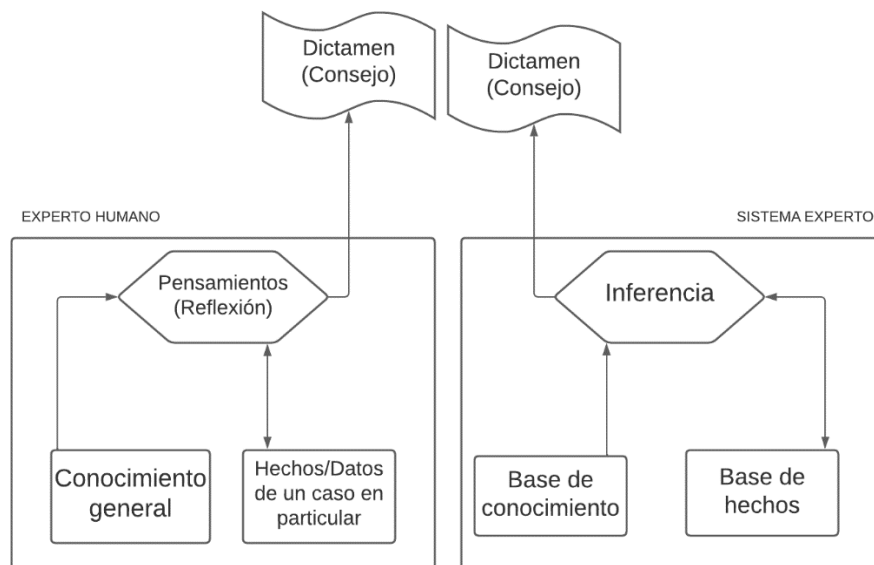 Dictamen
(Consejo)
Dictamen
(Consejo)
EXPERTO HUMANO
SISTEMA EXPERTO
Pensamientos
(Reflexión)
Inferencia
Conocimiento
general
Hechos/Datos
de un caso en
particular
Base de
conocimiento
Base de
hechos